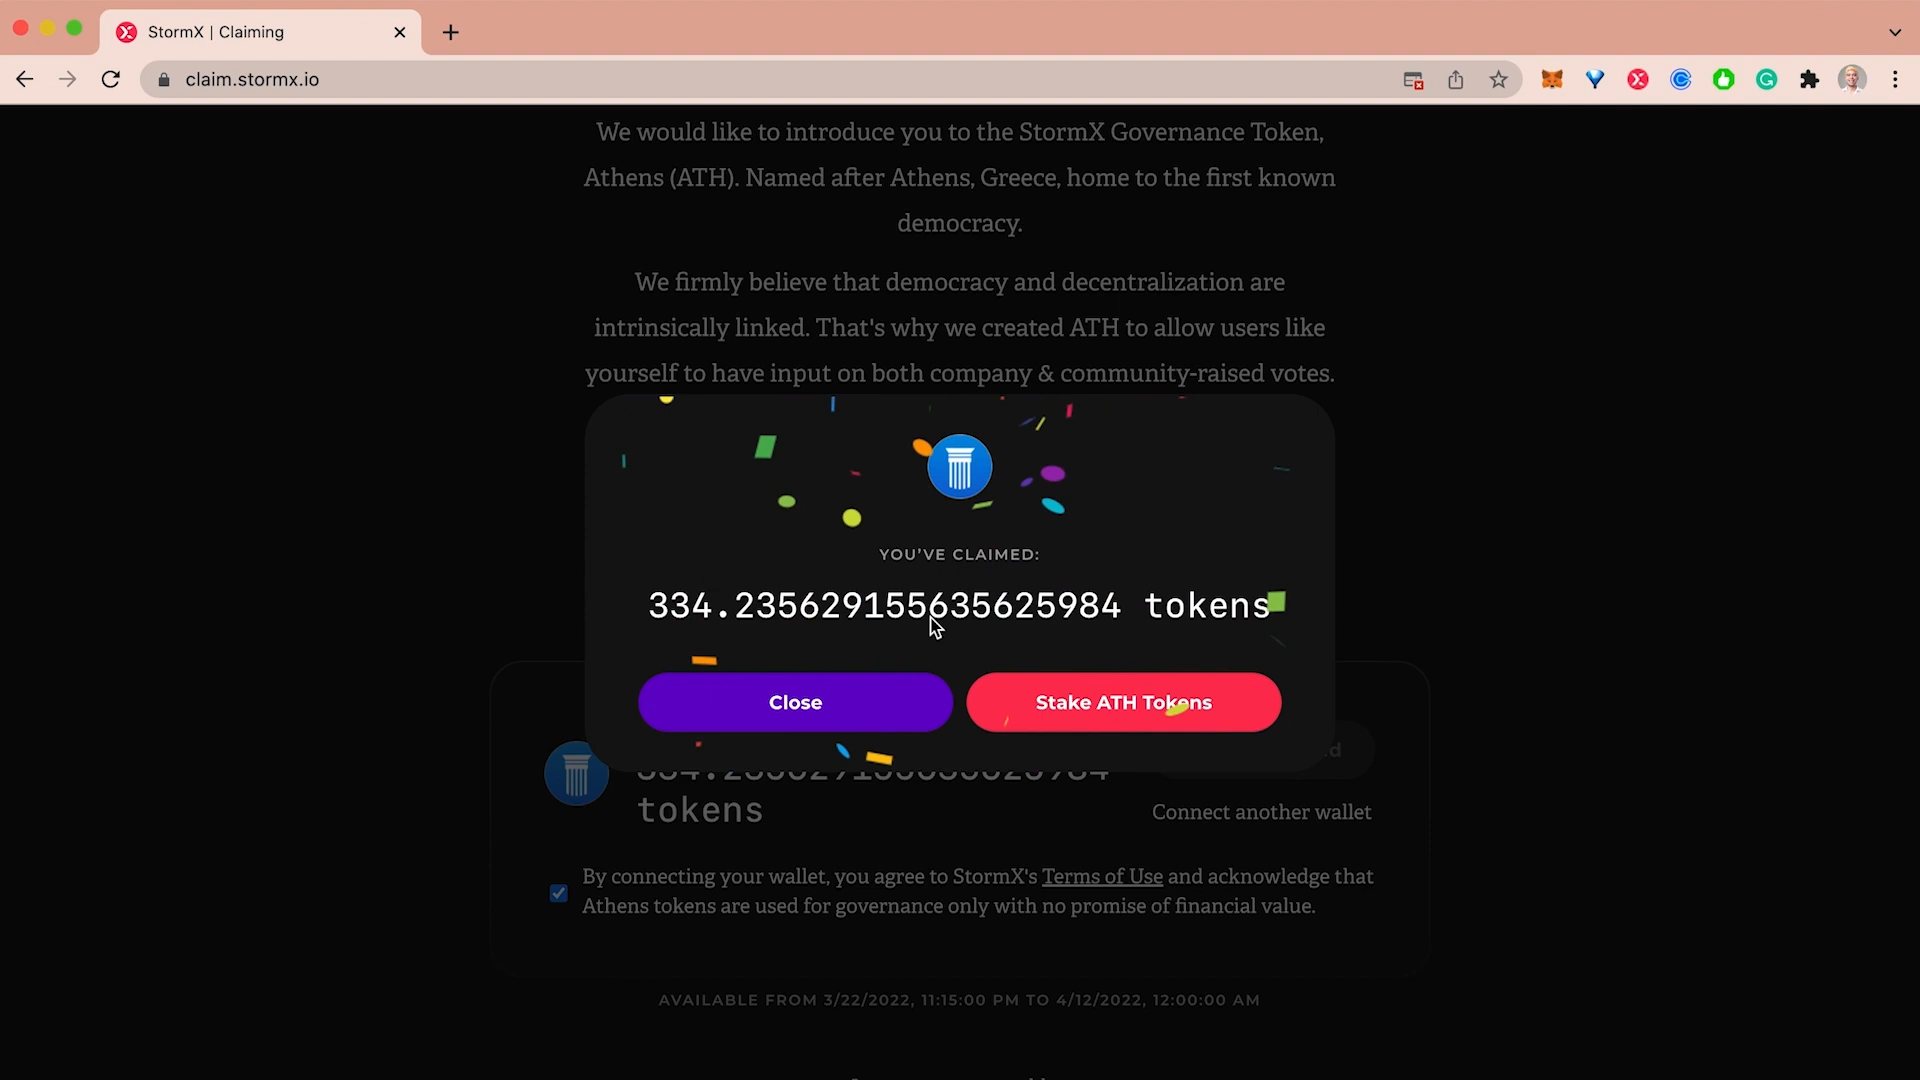 StormX | Claiming
claim.stormx.io
We would like to introduce you to the StormX Governance Token,
Athens (ATH). Named after Athens, Greece, home to the first known
democracy.
We firmly believe that democracy and decentralization are
intrinsically linked. That's why we created ATH to allow users like
yourself to have input on both company & community-raised votes.
YOU'VE CLAIMED:
334.235629155635625984 tokens
Close
Stake ATH Tokens
334.235629155635625984
tokens
Connect another wallet
By connecting your wallet, you agree to StormX's Terms of Use and acknowledge that
Athens tokens are used for governance only with no promise of financial value.
AVAILABLE FROM 3/22/2022, 11:15:00 PM TO 4/12/2022, 12:00:00 AM